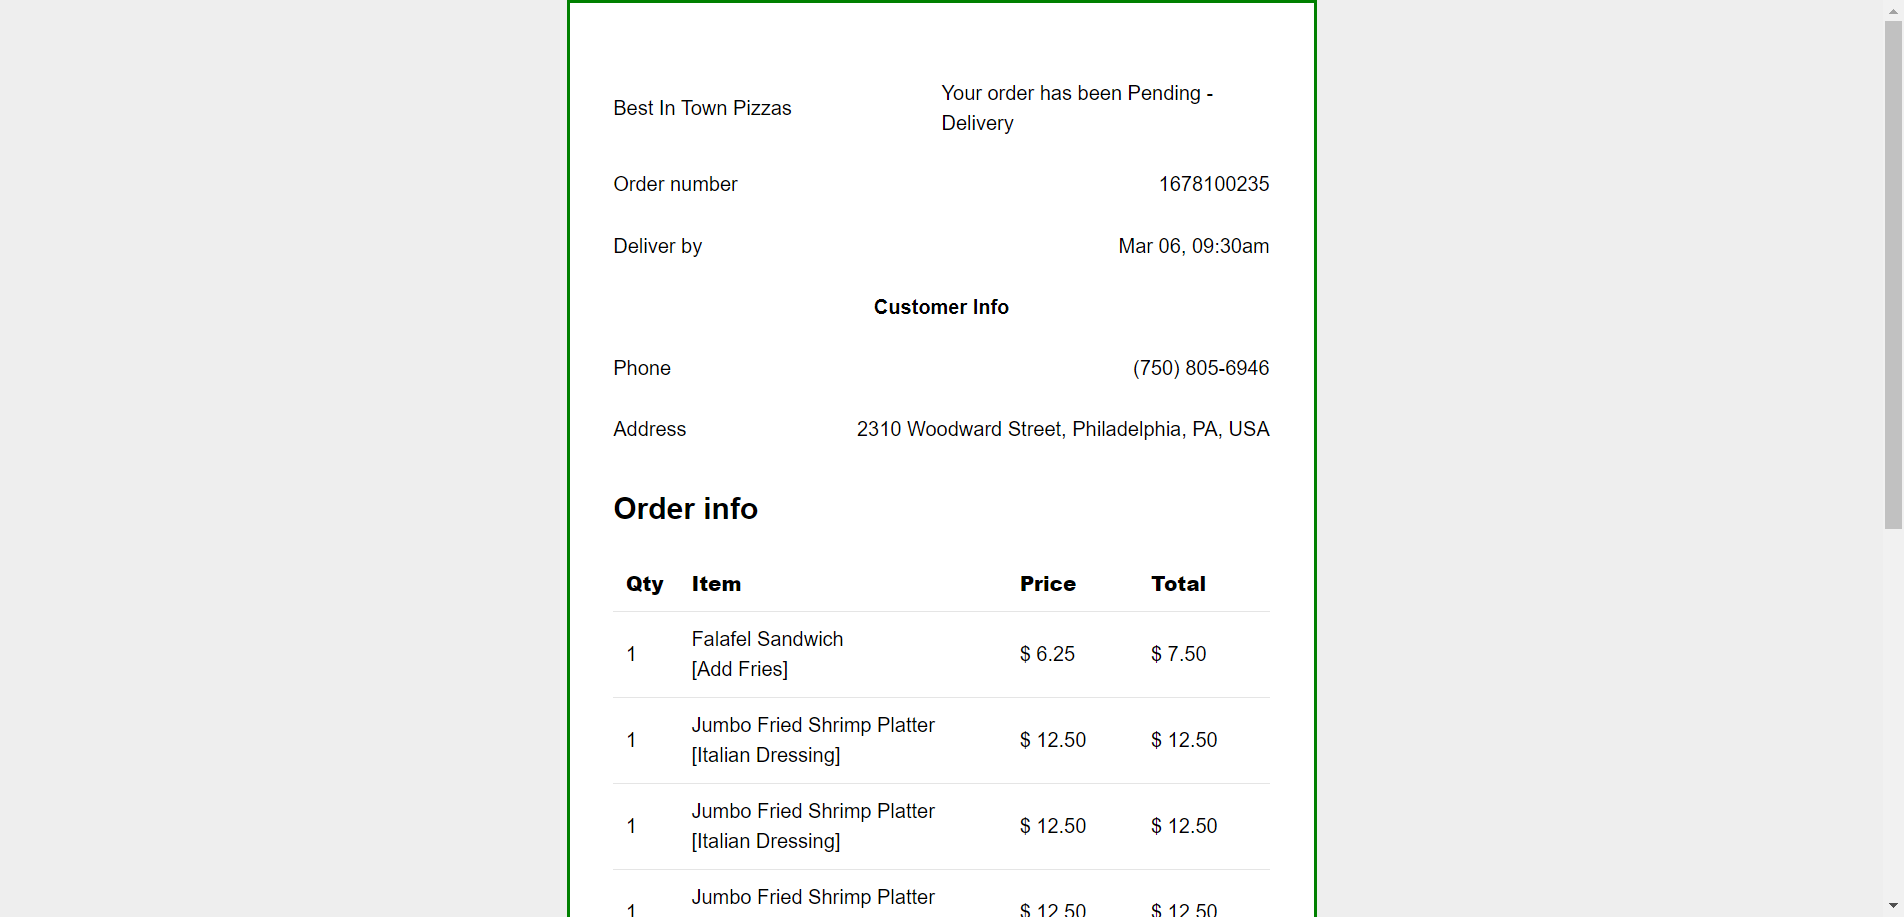 Best In Town Pizzas
Your order has been Pending -
Delivery
Order number 1678100235
Deliver by Mar 06, 09:30am
Customer Info
Phone (750) 805-6946
Address 2310 Woodward Street, Philadelphia, PA, USA
Order info
Qty Item Price Total
1 Falafel Sandwich $ 6.25 $ 7.50
[Add Fries]
1 Jumbo Fried Shrimp Platter $ 12.50 $ 12.50
[Italian Dressing]
1 Jumbo Fried Shrimp Platter $ 12.50 $ 12.50
[Italian Dressing]
1 Jumbo Fried Shrimp Platter $ 12.50 $ 12.50